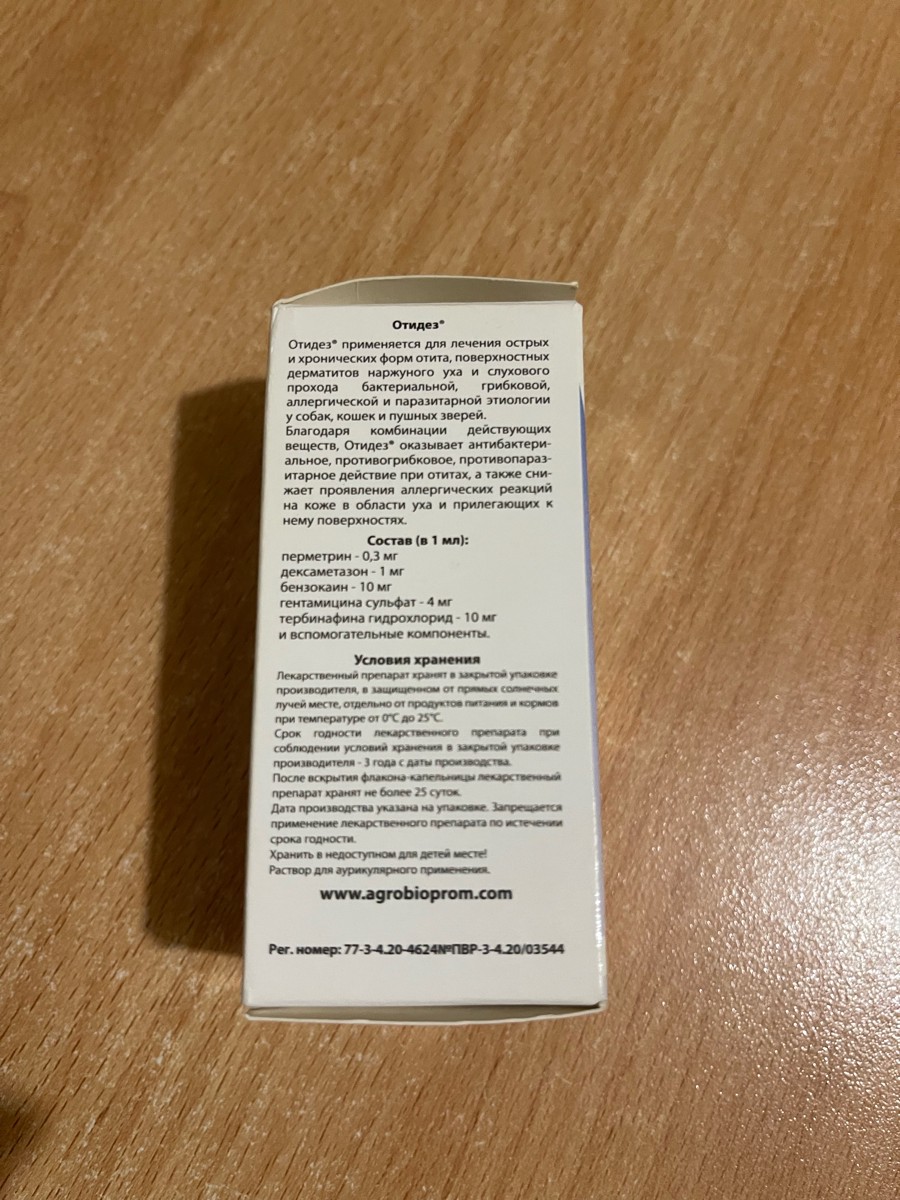 Отидез®
Отидез® применяется для лечения острых
и хронических форм отита, поверхностных
дерматитов наружного уха и слухового
прохода бактериальной, грибковой,
аллергической и паразитарной этиологии
у собак, кошек и пушных зверей.
Благодаря комбинации действующих
веществ, Отидез® оказывает антибактери-
альное, противогрибковое, противопараз-
итарное действие при отитах, а также сни-
жает проявления аллергических реакций
на коже в области уха и прилегающих к
нему поверхностях.
Состав (в 1 мл):
перметрин - 0,3 мг
дексаметазон - 1 мг
бензокаин - 10 мг
гентамицина сульфат - 4 мг
тербинафина гидрохлорид - 10 мг
и вспомогательные компоненты.
Условия хранения
Лекарственный препарат хранят в закрытой упаковке
производителя, в защищенном от прямых солнечных
лучей месте, отдельно от продуктов питания и кормов
при температуре от 0°С до 25°С.
Срок годности лекарственного препарата при
соблюдении условий хранения в закрытой упаковке
производителя - 3 года с даты производства.
После вскрытия флакона-капельницы лекарственный
препарат хранят не более 25 суток.
Дата производства указана на упаковке. Запрещается
применение лекарственного препарата по истечении
срока годности.
Хранить в недоступном для детей месте!
Раствор для аурикулярного применения.
www.agrobioprom.com
Рег. номер: 77-3-4.20-4624№ПВР-3-4.20/03544